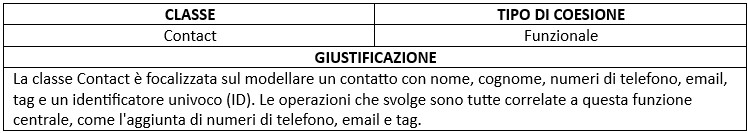 CLASSE
TIPO DI COESIONE
Contact
Funzionale
GIUSTIFICAZIONE
La classe Contact è focalizzata sul modellare un contatto con nome, cognome, numeri di telefono, email,
tag e un identificatore univoco (ID). Le operazioni che svolge sono tutte correlate a questa funzione
centrale, come l'aggiunta di numeri di telefono, email e tag.